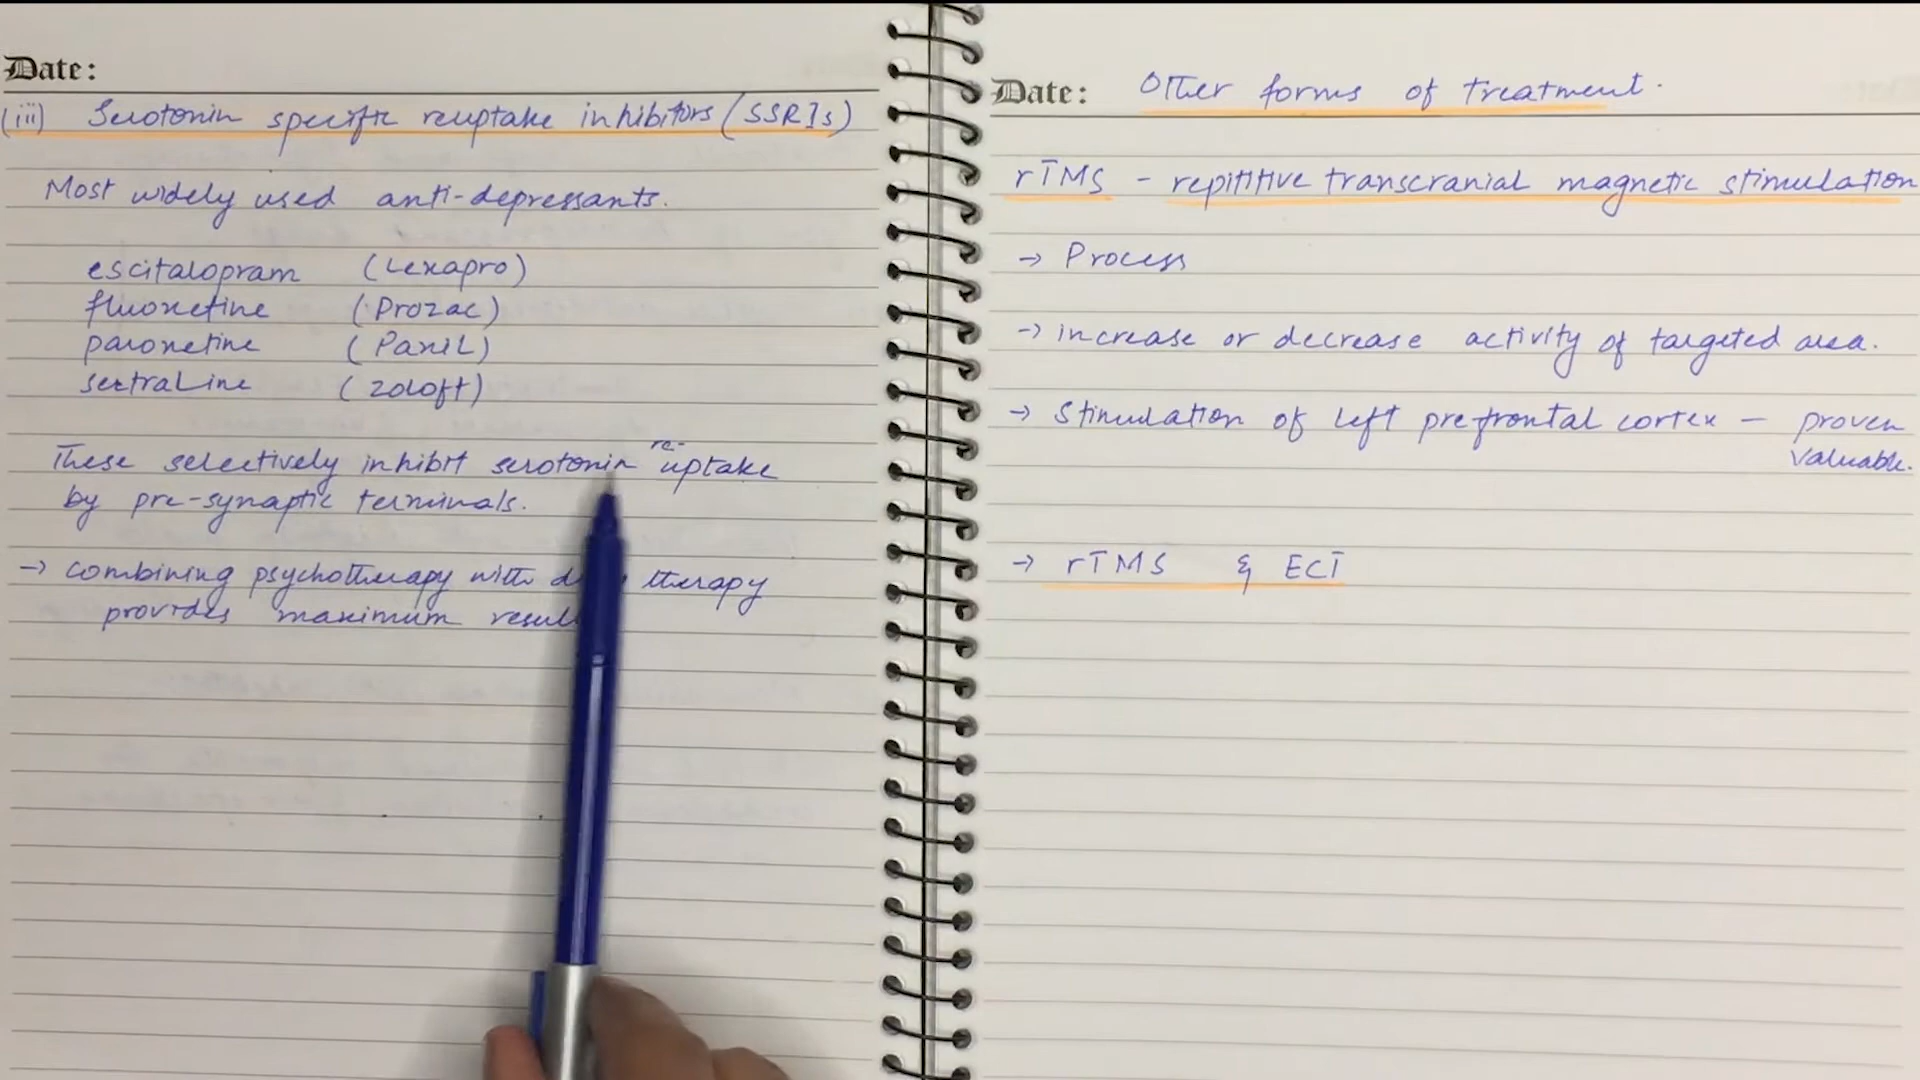 Date:
(iii) Serotonin specific reuptake inhibitors (SSRIs)
Most widely used anti-depressants.
escitalopram (Lexapro)
fluoxetine (Prozac)
paroxetine (PaxiL)
sertraLine (zoloft)
These selectively inhibit serotonin re-uptake
by pre-synaptic terminals.
→ combining psychotherapy with therapy
provides maximum
Date: Other forms of treatment.
rTMS - repititive transcranial magnetic stimulation
→ Process
→ increase or decrease activity of targeted area.
→ Stimulation of left prefrontal cortex - proven
valuable.
→ rTMS & ECT